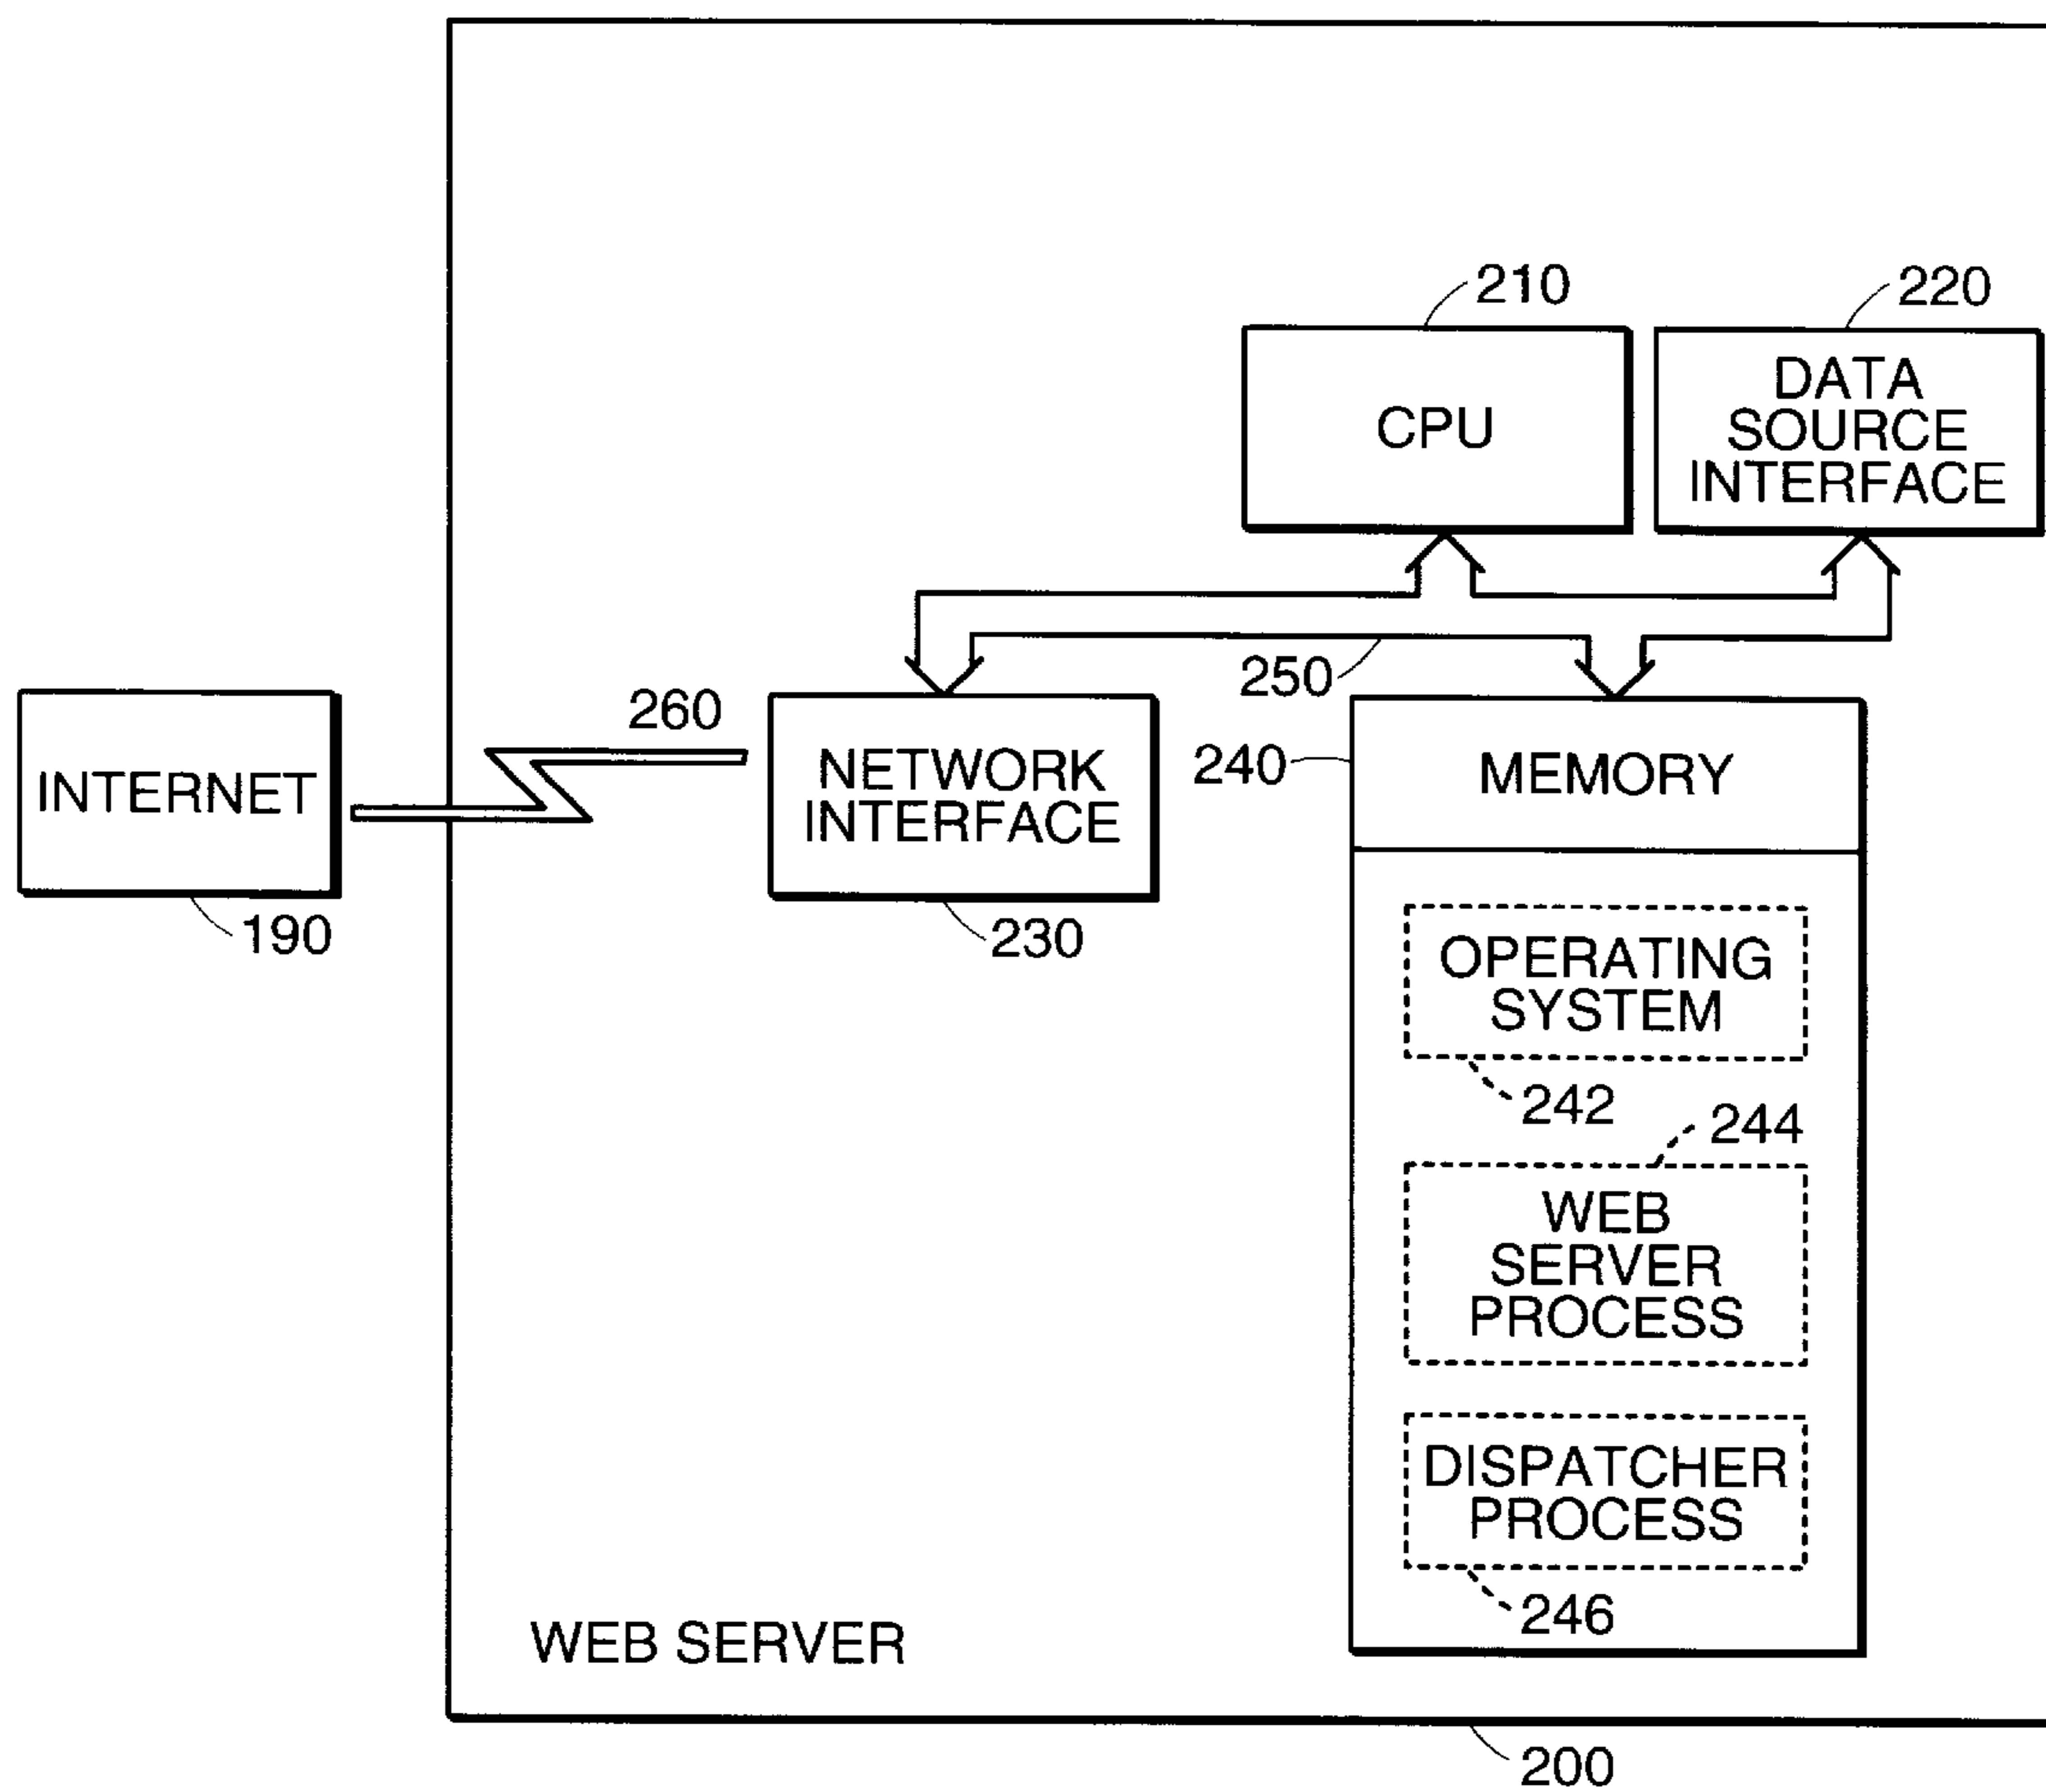 210
220
CPU
DATA
SOURCE
INTERFACE
250
260
INTERNET
190
NETWORK
INTERFACE
230
240
MEMORY
OPERATING
SYSTEM
242
244
WEB
SERVER
PROCESS
DISPATCHER
PROCESS
246
WEB SERVER
200